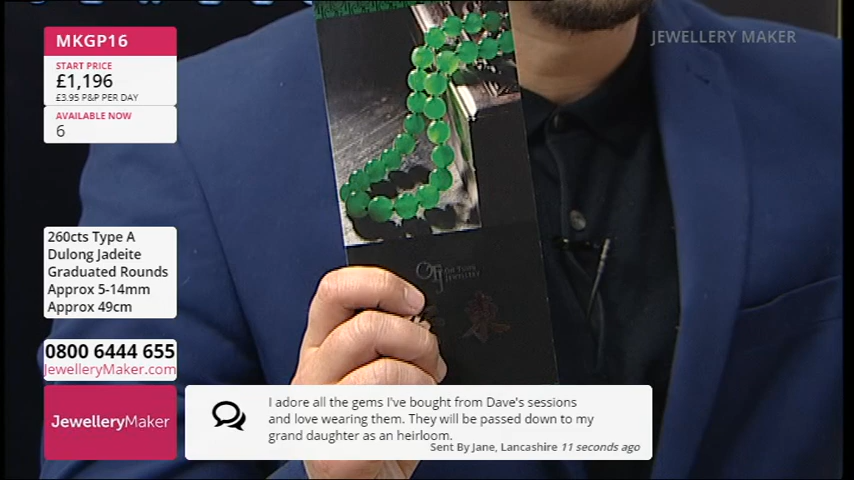 MKGP16
START PRICE
£1,196
£3.95 P&P PER DAY
AVAILABLE NOW
6
JEWELLERY MAKER
260cts Type A
Dulong Jadeite
Graduated Rounds
Approx 5-14mm
Approx 49cm
0800 6444 655
JewelleryMaker.com
JewelleryMaker
I adore all the gems I've bought from Dave's sessions
and love wearing them. They will be passed down to my
grand daughter as an heirloom.
Sent By Jane, Lancashire 11 seconds ago